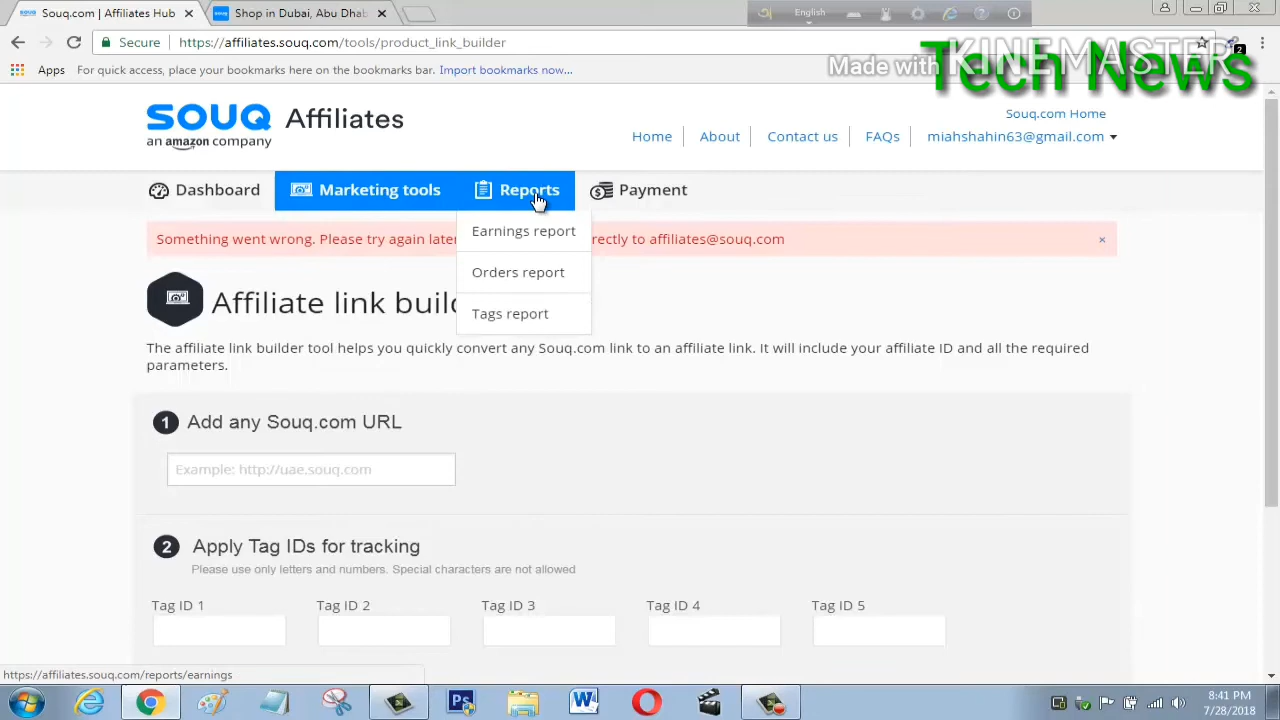 Souq.com | Affiliates Hub
Shop in Dubai, Abu Dhab
English
Secure
https://affiliates.souq.com/tools/product_link_builder
2
Apps
For quick access, place your bookmarks here on the bookmarks bar.
Import bookmarks now...
Made with KINEMASTER
Tech News
SOUQ
an amazon company
Affiliates
Souq.com Home
Home
About
Contact us
FAQs
miahshahin63@gmail.com
Dashboard
Marketing tools
Reports
Payment
Something went wrong. Please try again later
rectly to affiliates@souq.com
×
Earnings report
Orders report
Tags report
Affiliate link buil
The affiliate link builder tool helps you quickly convert any Souq.com link to an affiliate link. It will include your affiliate ID and all the required
parameters.
1 Add any Souq.com URL
Example: http://uae.souq.com
2 Apply Tag IDs for tracking
Please use only letters and numbers. Special characters are not allowed
Tag ID 1
Tag ID 2
Tag ID 3
Tag ID 4
Tag ID 5
https://affiliates.souq.com/reports/earnings
8:41 PM
7/28/2018